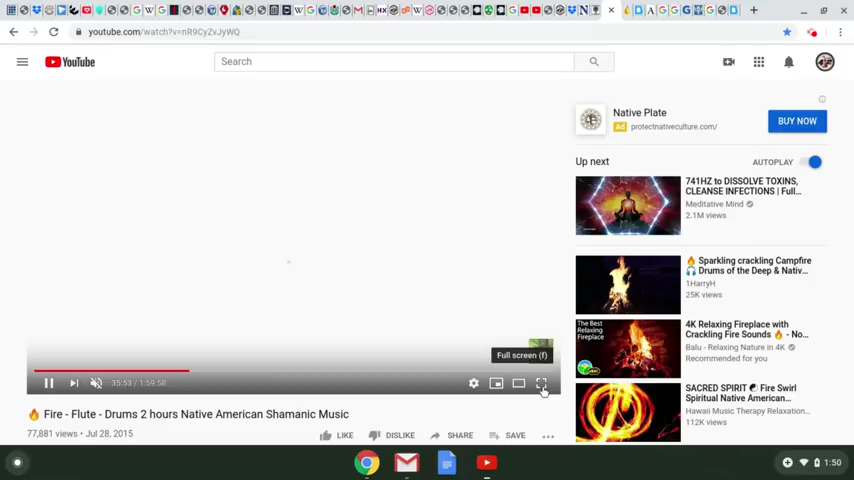 youtube.com/watch?v=nR9CyZvJyWQ
YouTube
Search
Native Plate
Ad protectnativeculture.com/
BUY NOW
Up next
AUTOPLAY
741HZ to DISSOLVE TOXINS,
CLEANSE INFECTIONS | Full...
Meditative Mind
2.1M views
Sparkling crackling Campfire
Drums of the Deep & Nativ...
1HarryH
25K views
The Best
Relaxing
Fireplace
4K
4K Relaxing Fireplace with
Crackling Fire Sounds 🔥 - No...
Balu - Relaxing Nature in 4K
Recommended for you
SACRED SPIRIT ☯ Fire Swirl
Spiritual Native American...
Hawaii Music Therapy Relaxation...
112K views
Full screen (f)
35:53 / 1:59:58
🔥 Fire - Flute - Drums 2 hours Native American Shamanic Music
77,881 views • Jul 28, 2015
LIKE
DISLIKE
SHARE
SAVE
1:50